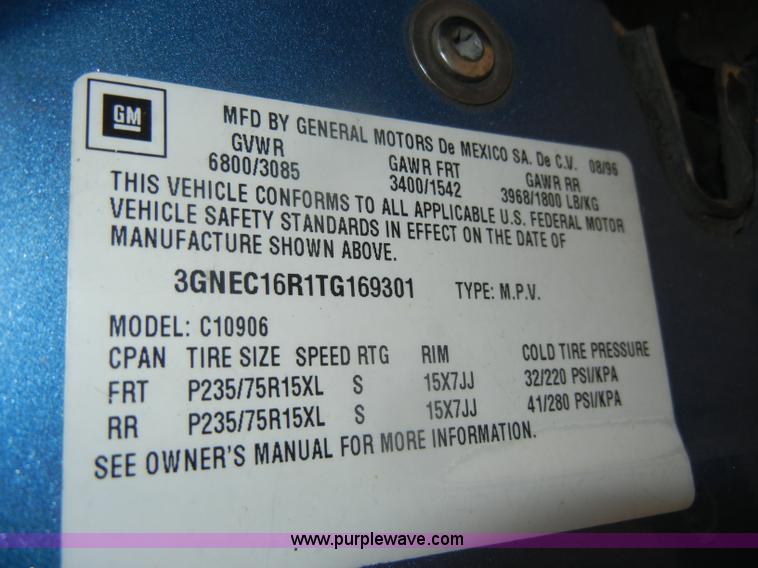 GM
MFD BY GENERAL MOTORS De MEXICO SA. De C.V. 08/96
GVWR GAWR FRT GAWR RR
6800/3085 3400/1542 3968/1800 LB/KG
THIS VEHICLE CONFORMS TO ALL APPLICABLE U.S. FEDERAL MOTOR
VEHICLE SAFETY STANDARDS IN EFFECT ON THE DATE OF
MANUFACTURE SHOWN ABOVE.
3GNEC16R1TG169301 TYPE: M.P.V.
MODEL: C10906
CPAN TIRE SIZE SPEED RTG RIM COLD TIRE PRESSURE
FRT P235/75R15XL S 15X7JJ 32/220 PSI/KPA
RR P235/75R15XL S 15X7JJ 41/280 PSI/KPA
SEE OWNER'S MANUAL FOR MORE INFORMATION.
www.purplewave.com